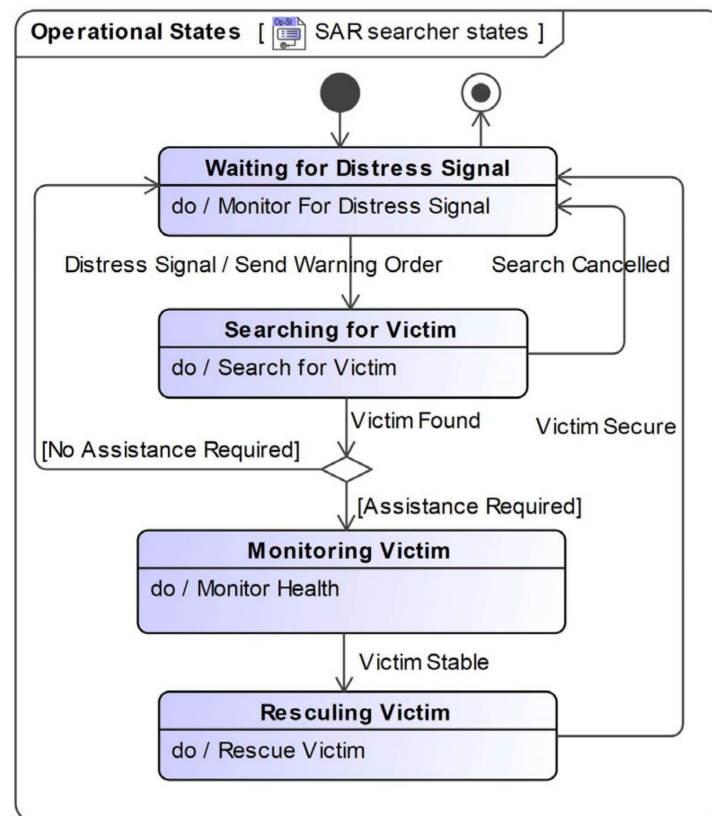 Operational States [ Op-St SAR searcher states ]
Waiting for Distress Signal
do / Monitor For Distress Signal
Distress Signal / Send Warning Order
Search Cancelled
Searching for Victim
do / Search for Victim
Victim Found
Victim Secure
[No Assistance Required]
[Assistance Required]
Monitoring Victim
do / Monitor Health
Victim Stable
Resculing Victim
do / Rescue Victim